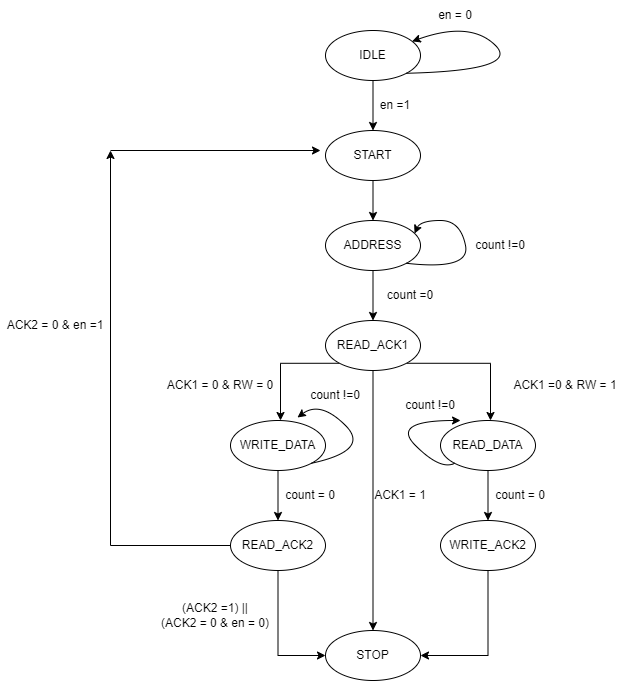 en = 0
IDLE
en =1
START
ADDRESS
count !=0
count =0
ACK2 = 0 & en =1
READ_ACK1
ACK1 = 0 & RW = 0
ACK1 =0 & RW = 1
count !=0
count !=0
WRITE_DATA
READ_DATA
count = 0
ACK1 = 1
count = 0
READ_ACK2
WRITE_ACK2
(ACK2 =1) ||
(ACK2 = 0 & en = 0)
STOP